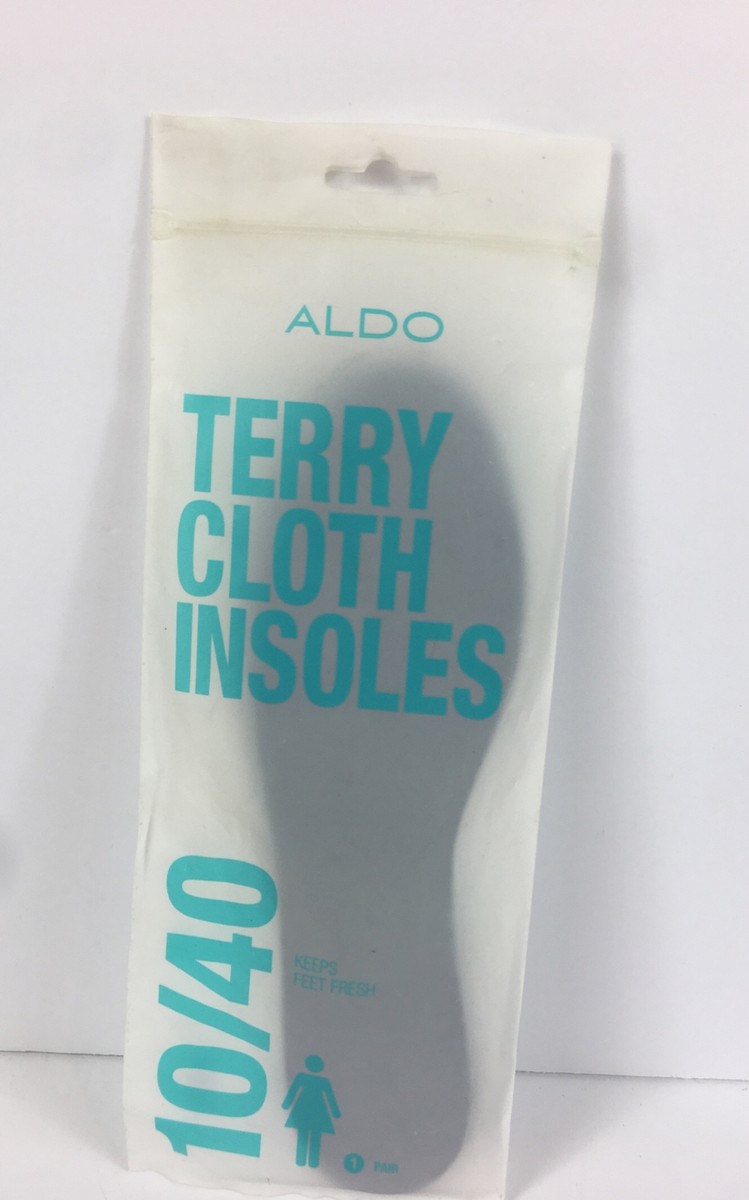 ALDO
TERRY
CLOTH
INSOLES
10/40
KEEPS
FEET FRESH
1 PAIR